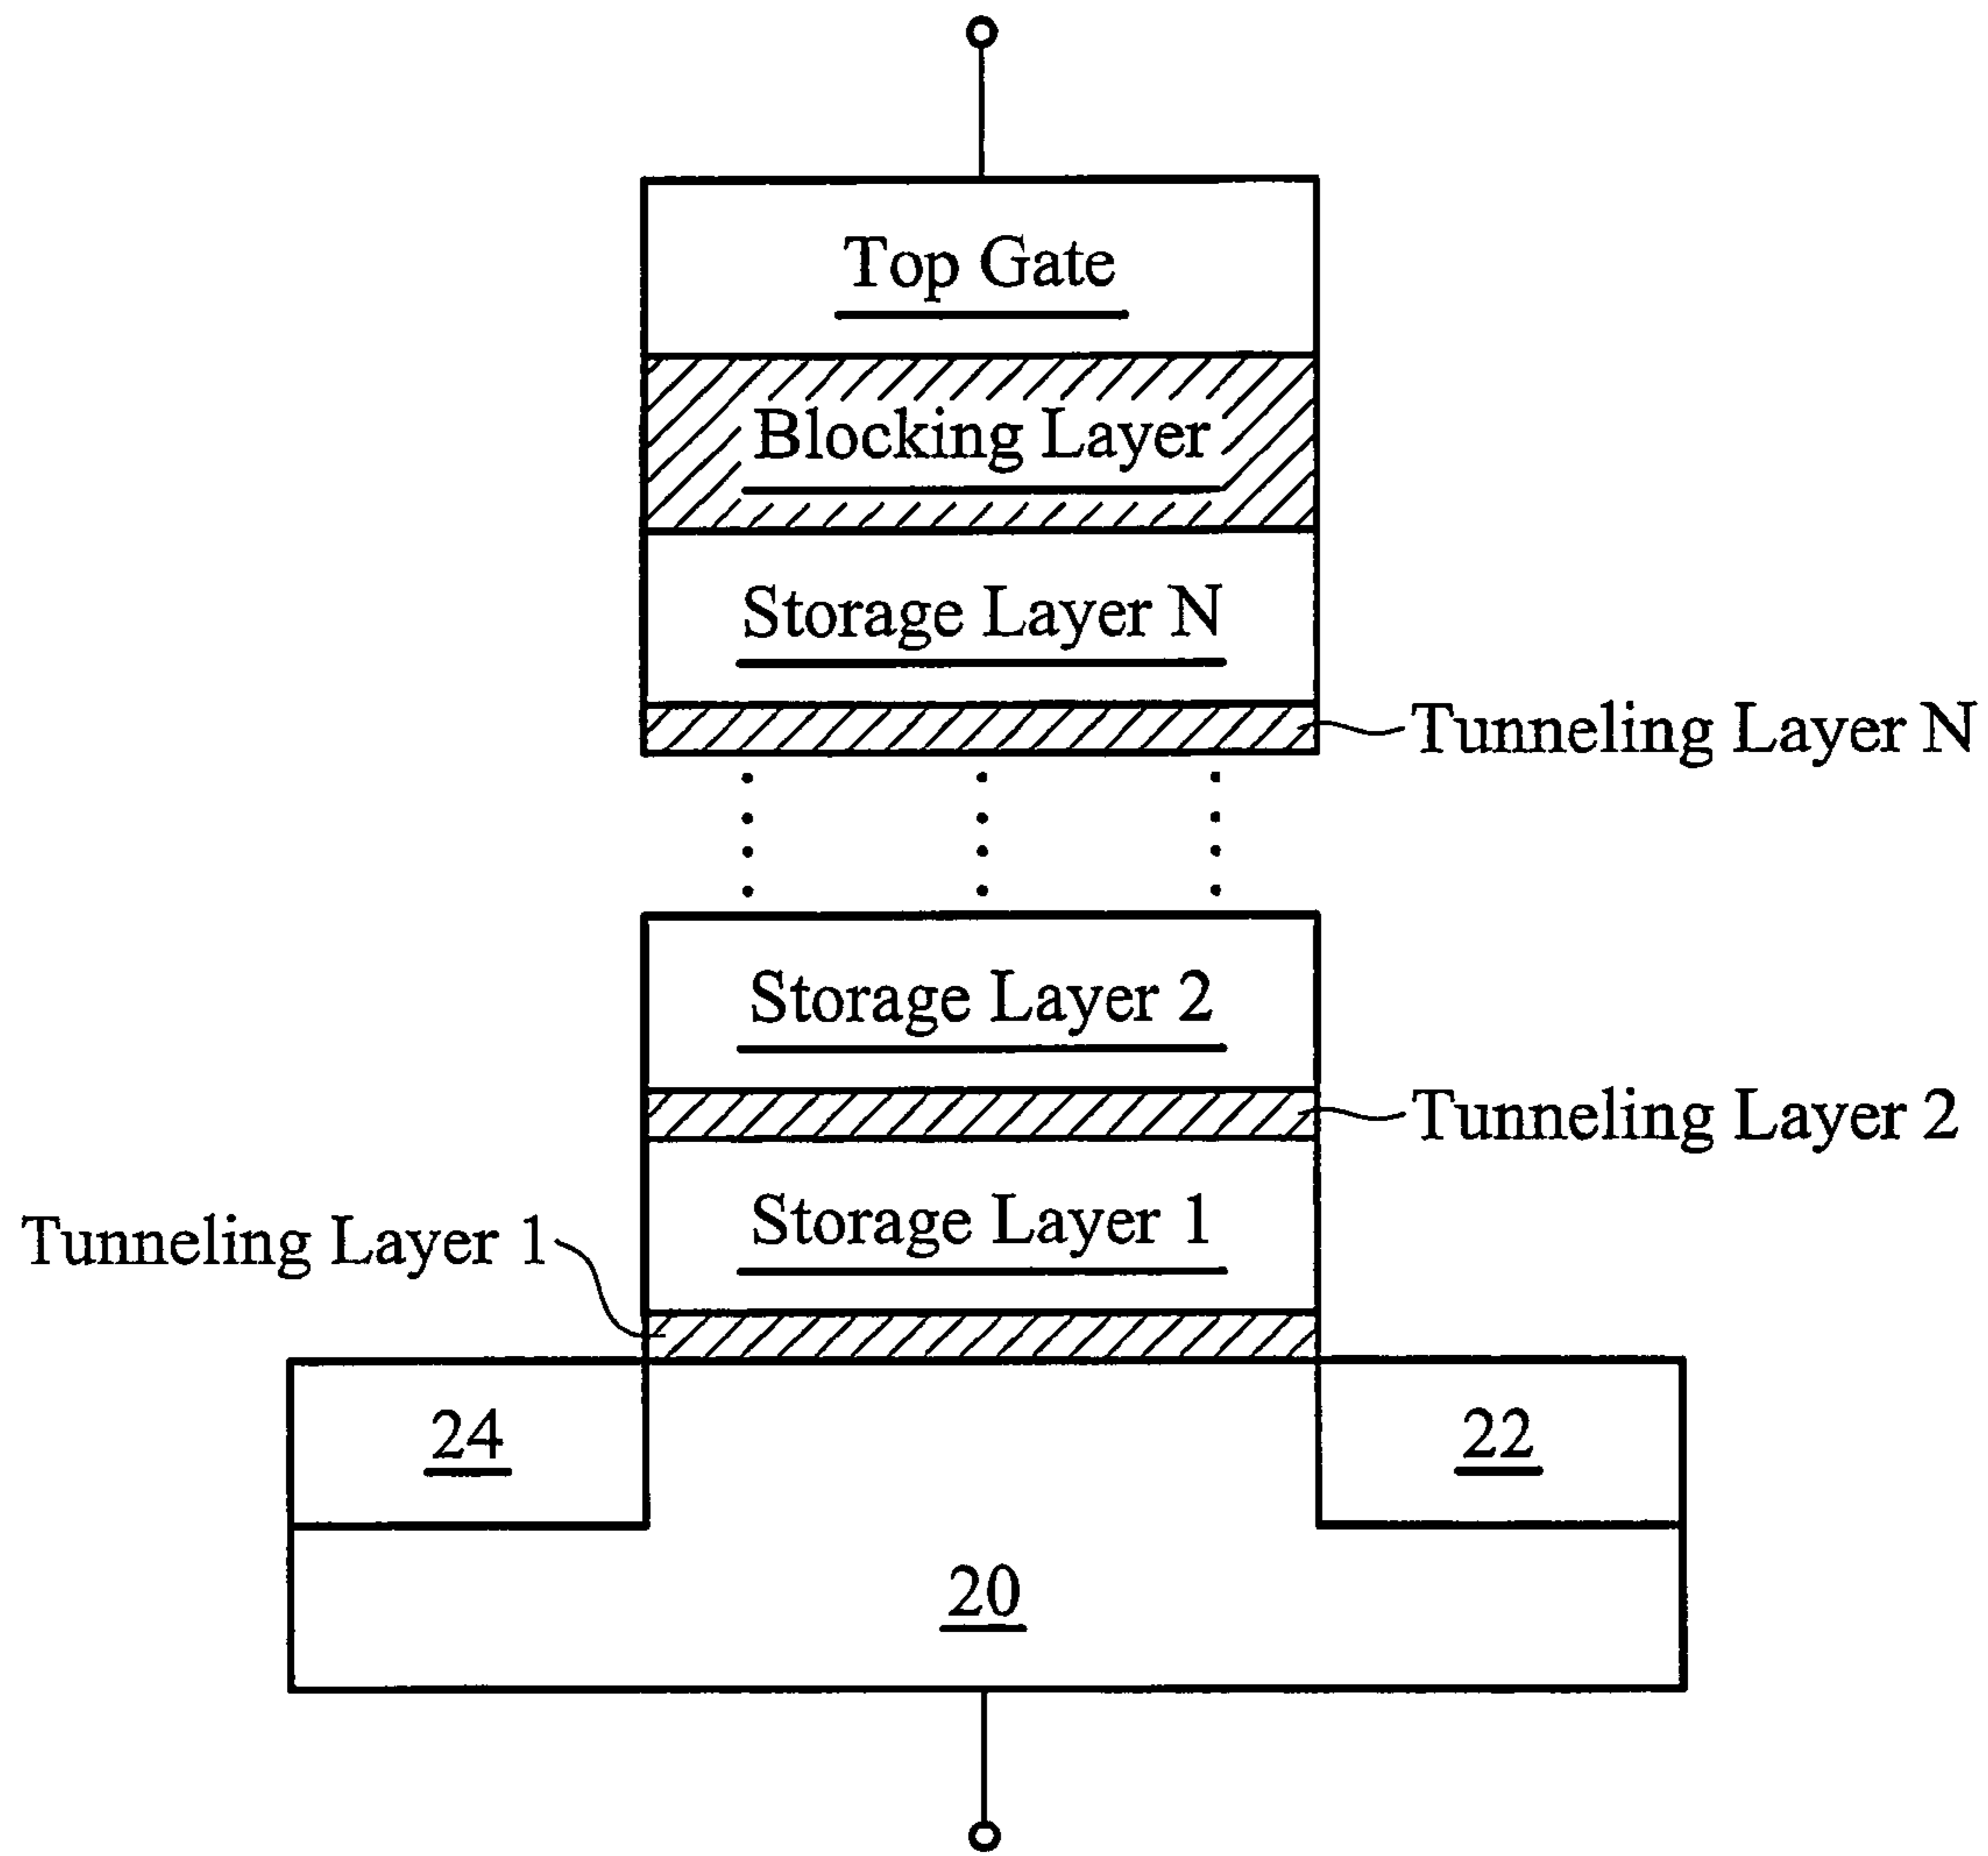 Top Gate
Blocking Layer
Storage Layer N
Tunneling Layer N
Storage Layer 2
Tunneling Layer 2
Storage Layer 1
Tunneling Layer 1
24
22
20